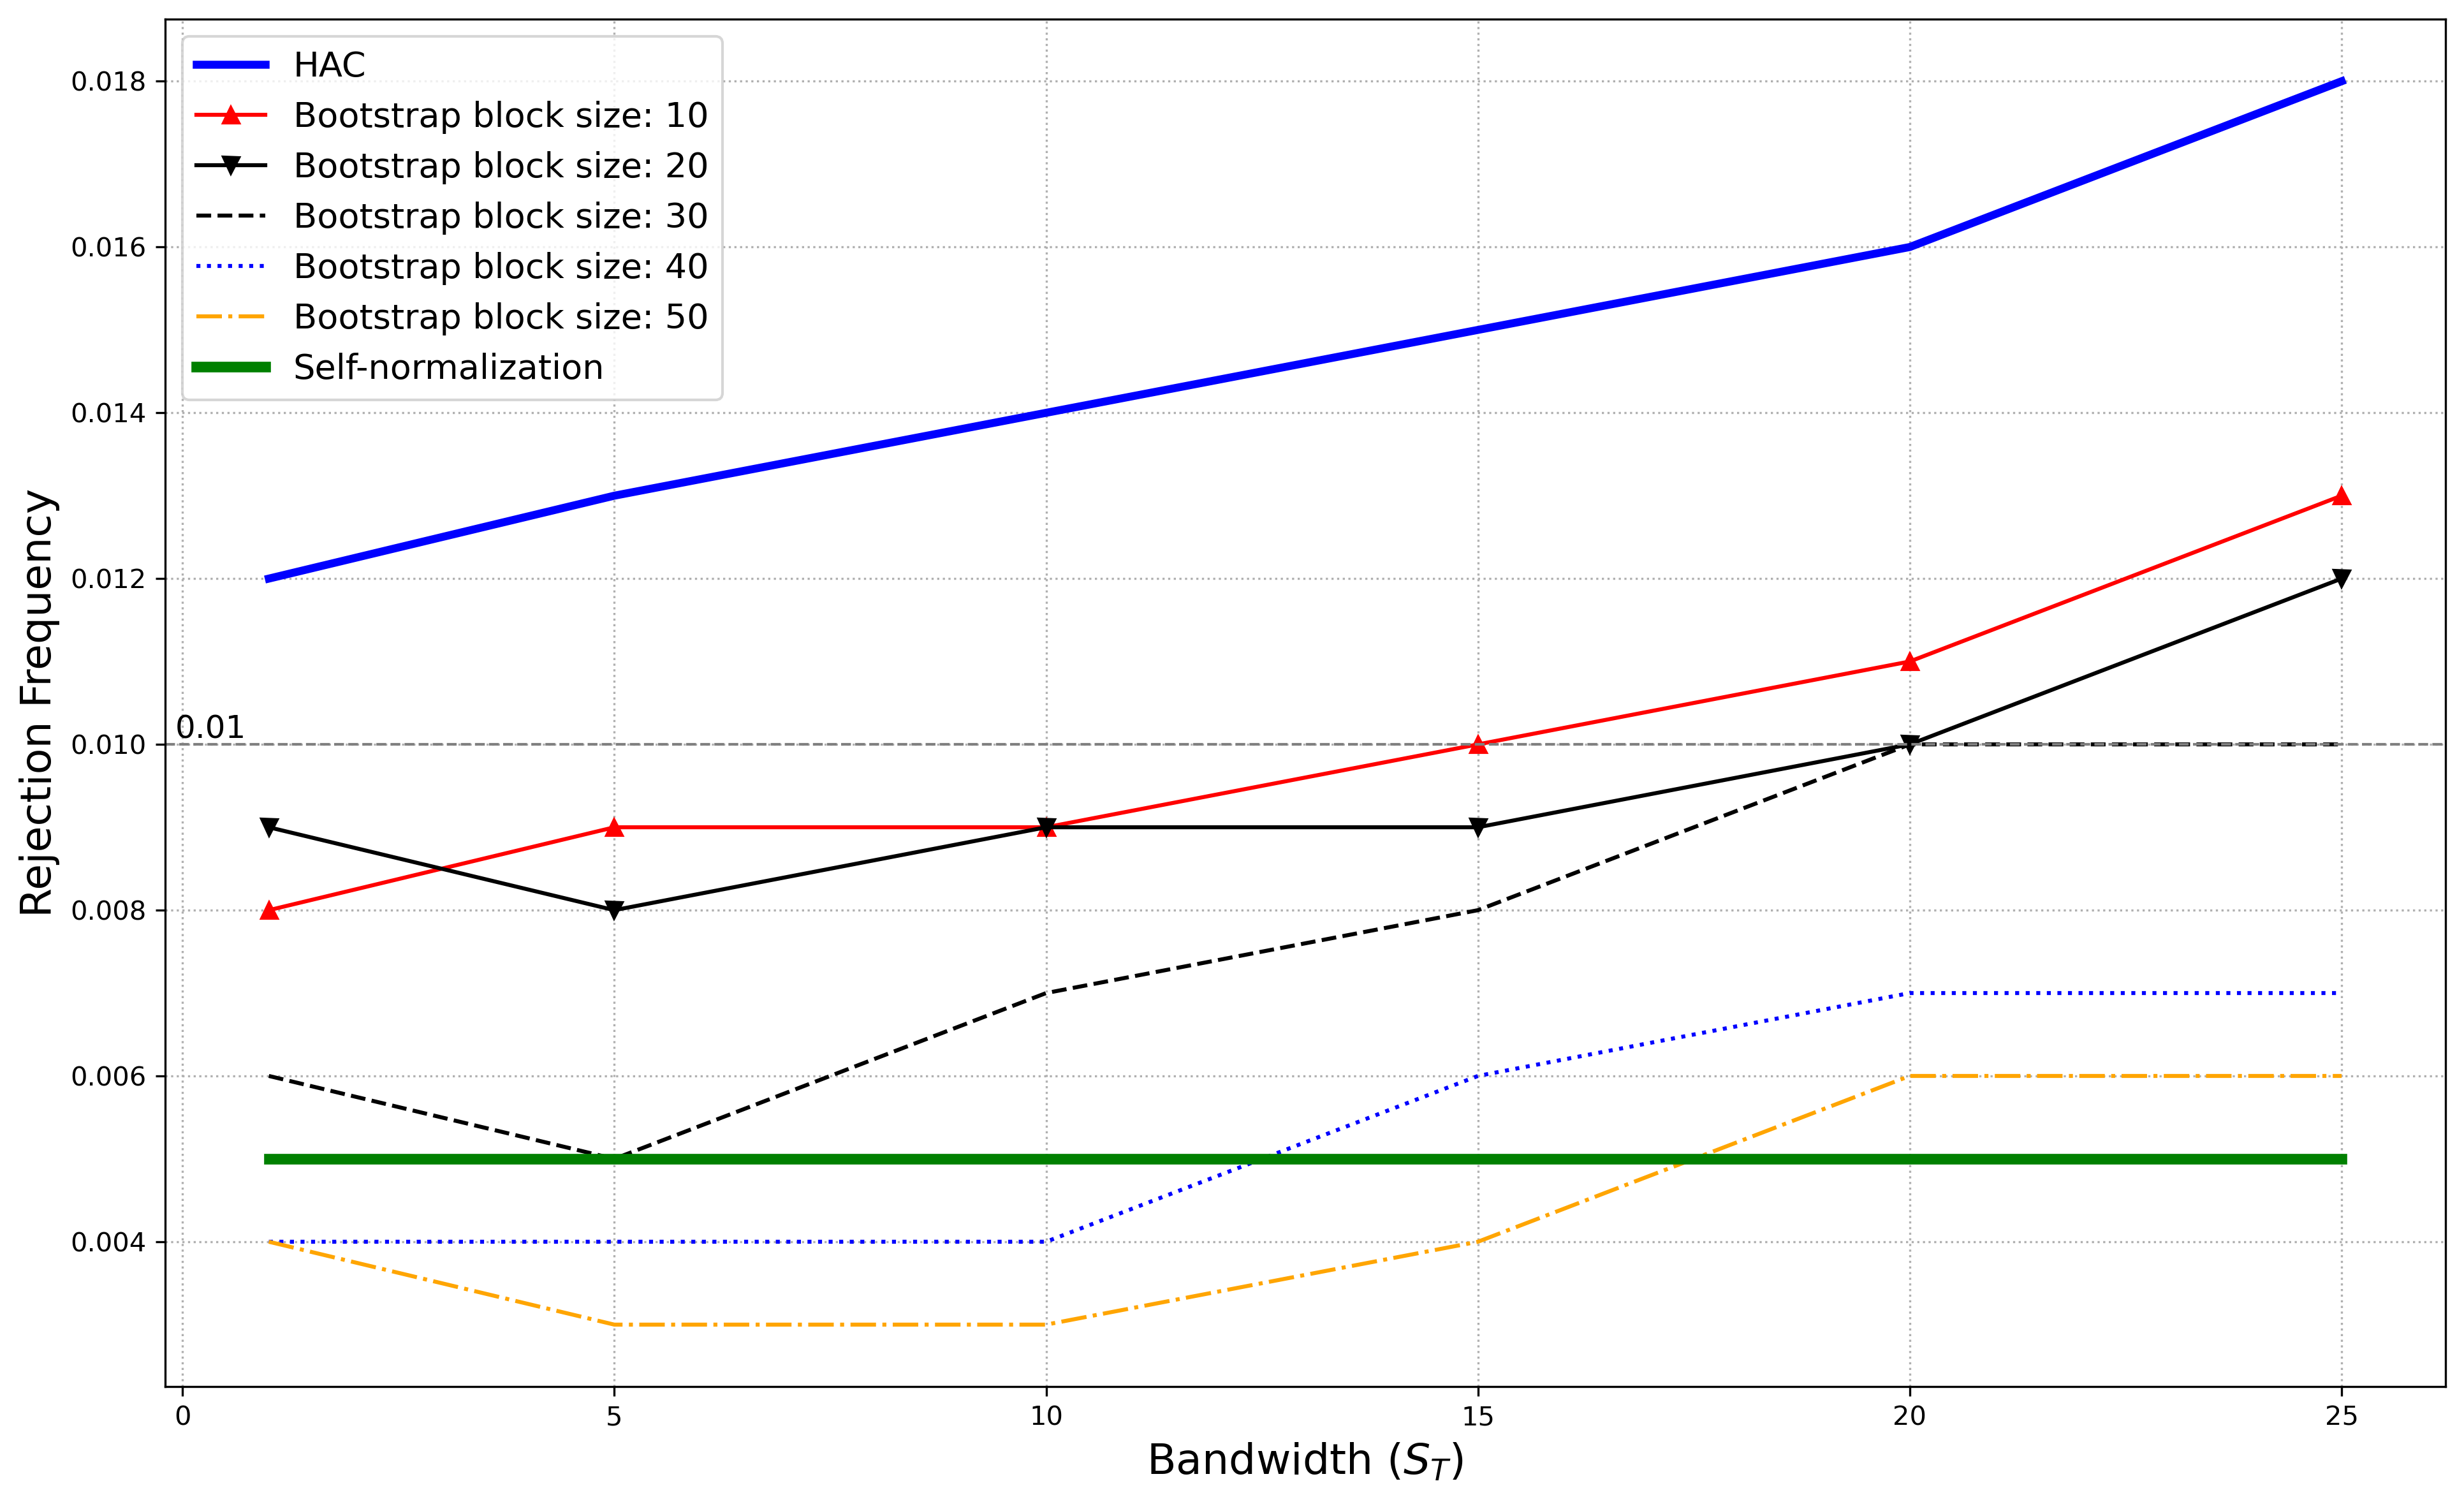 HAC
Bootstrap block size: 10
Bootstrap block size: 20
Bootstrap block size: 30
Bootstrap block size: 40
Bootstrap block size: 50
Self-normalization
0.018
0.016
0.014
0.012
0.010
0.008
0.006
0.004
0.01
Rejection Frequency
0 5 10 15 20 25
Bandwidth (S_T)